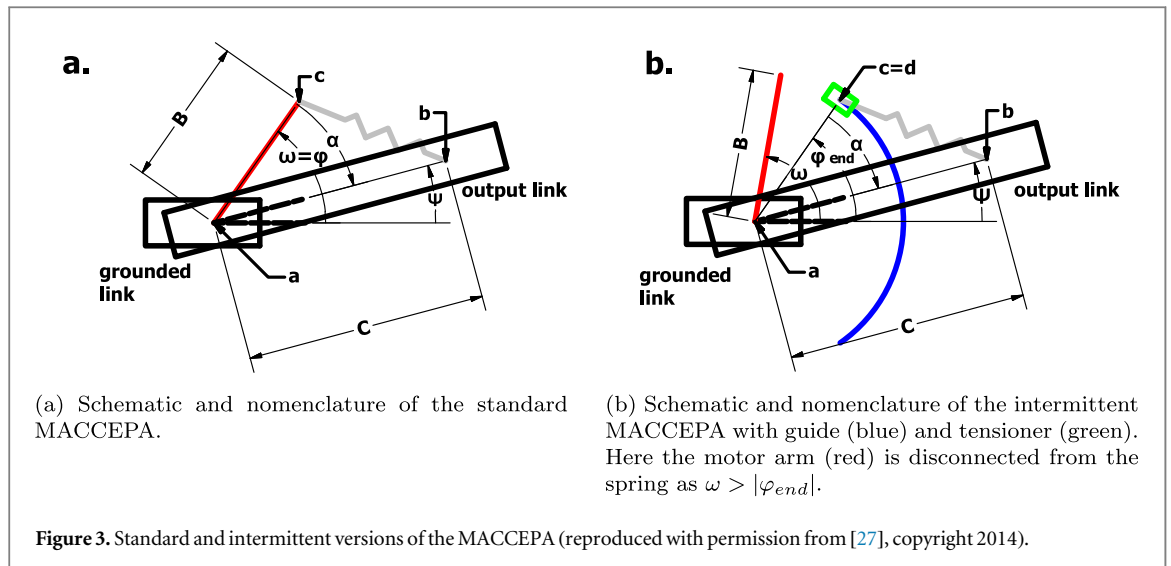 a.
c
B
b
α
ω=φ
ψ
output link
grounded
link
a
C
b.
c=d
B
b
α
φ end
ω
ψ
output link
grounded
link
a
C
(a) Schematic and nomenclature of the standard
MACCEPA.
(b) Schematic and nomenclature of the intermittent
MACCEPA with guide (blue) and tensioner (green).
Here the motor arm (red) is disconnected from the
spring as ω > |φend|.
Figure 3. Standard and intermittent versions of the MACCEPA (reproduced with permission from [27], copyright 2014).